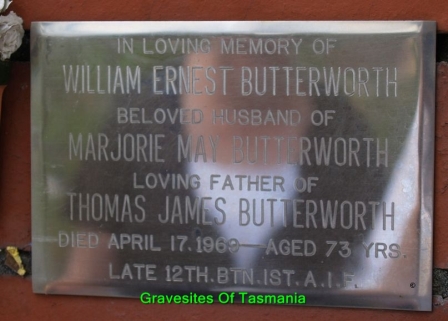 IN LOVING MEMORY OF
WILLIAM ERNEST BUTTERWORTH
BELOVED HUSBAND OF
MARJORIE MAY BUTTERWORTH
LOVING FATHER OF
THOMAS JAMES BUTTERWORTH
DIED APRIL 17. 1969 — AGED 73 YRS.
LATE 12TH. BTN. 1ST. A.I.F.
Gravesites Of Tasmania